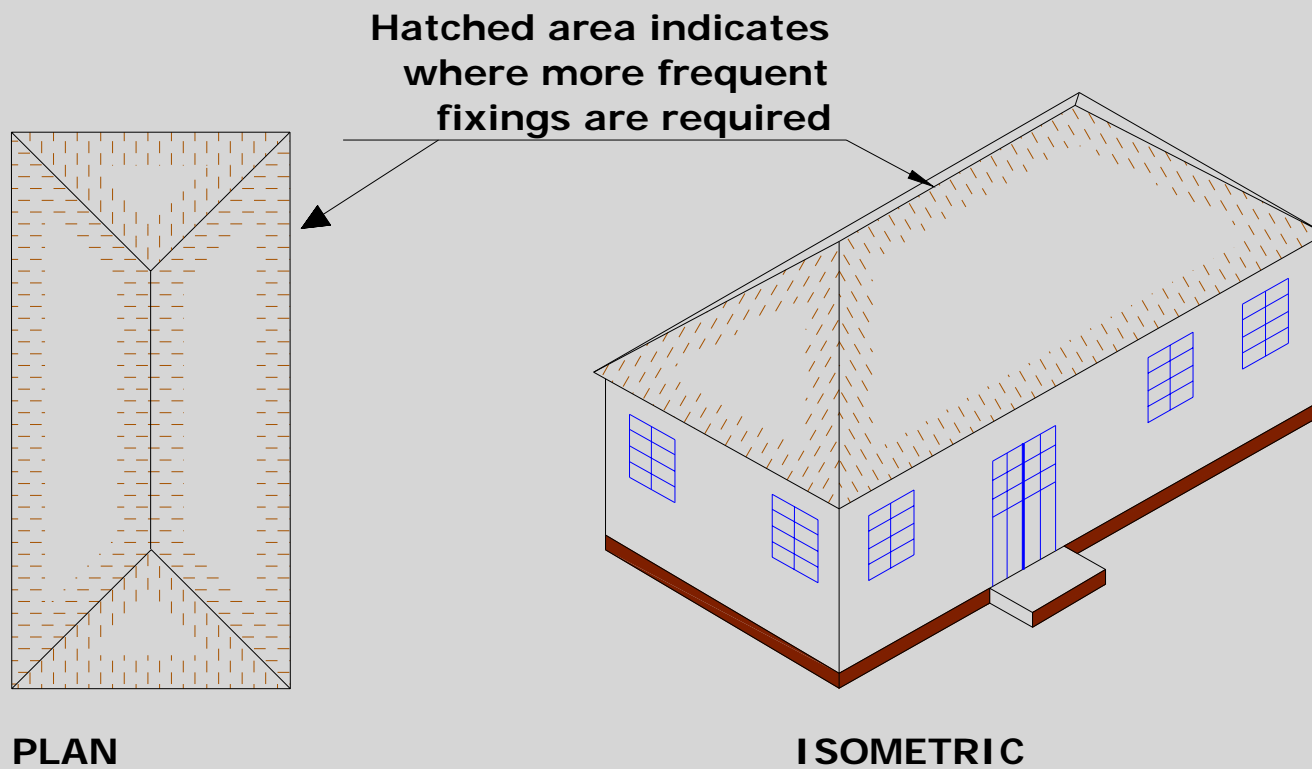 Hatched area indicates
where more frequent
fixings are required
PLAN
ISOMETRIC